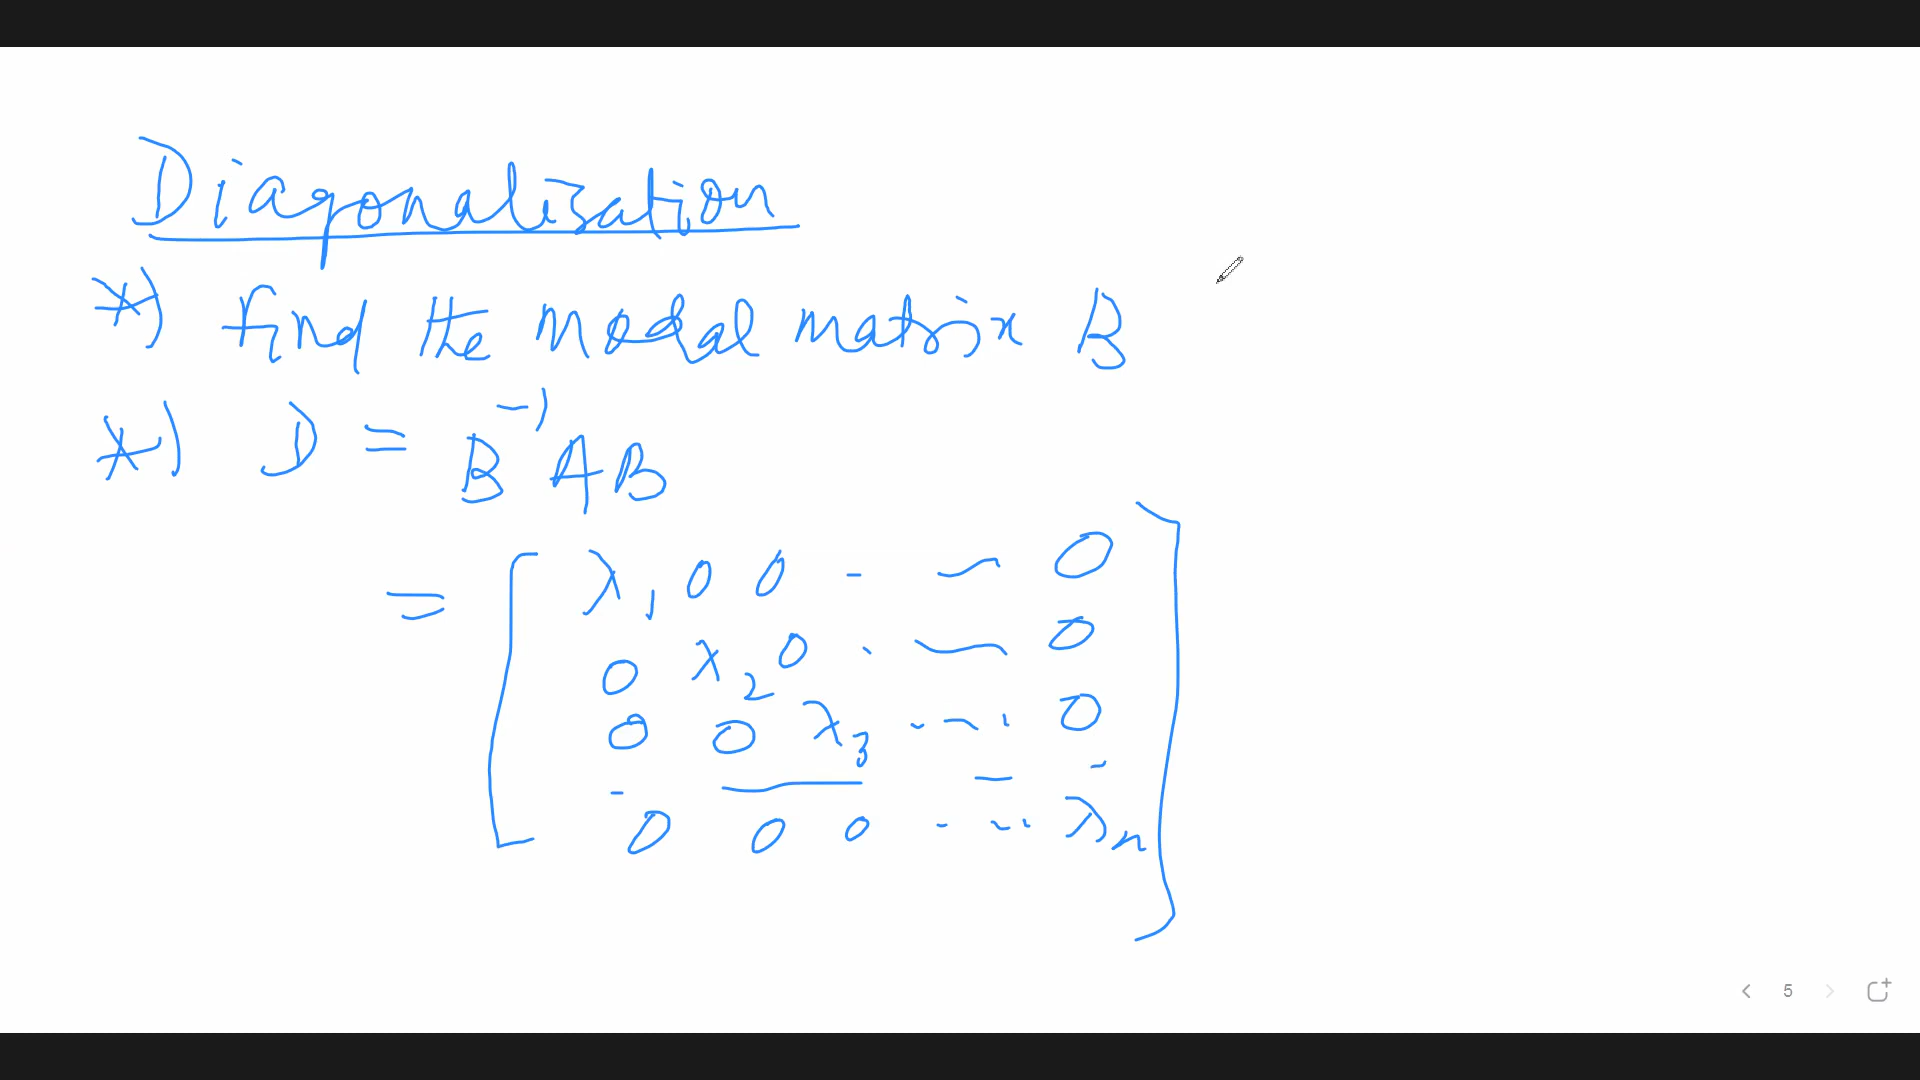 Diagonalization
*) find the modal matrix B
*) D = B⁻¹AB
= [ λ₁ 0 0 - - 0
0 λ₂ 0 . - 0
0 0 λ₃ . - . 0
- - - -
0 0 0 - - . . λₙ ]
5